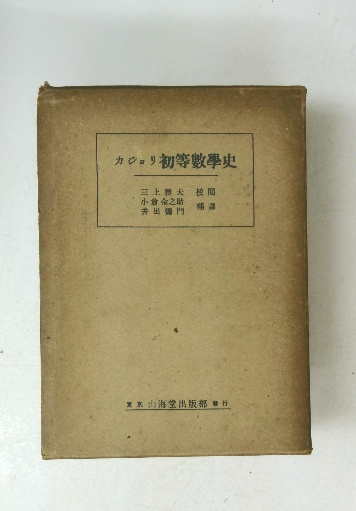 カジョリ 初等數學史
三上義夫 校閲
小倉金之助
井出彌門 補譯
東京 山海堂出版部 發行